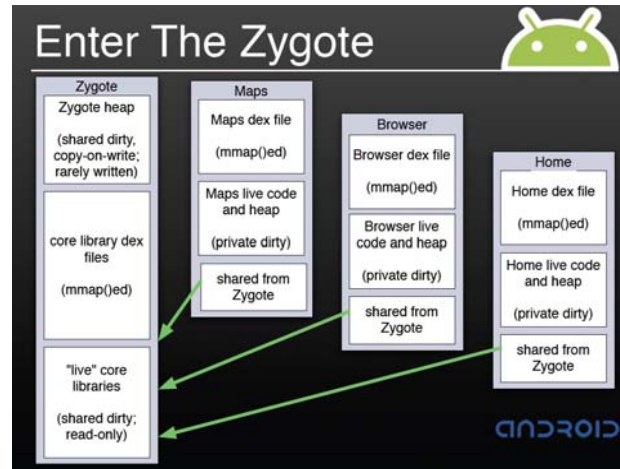 Enter The Zygote
Zygote
Zygote heap
(shared dirty,
copy-on-write;
rarely written)
core library dex
files
(mmap()ed)
"live" core
libraries
(shared dirty;
read-only)
Maps
Maps dex file
(mmap()ed)
Maps live code
and heap
(private dirty)
shared from
Zygote
Browser
Browser dex file
(mmap()ed)
Browser live
code and heap
(private dirty)
shared from
Zygote
Home
Home dex file
(mmap()ed)
Home live code
and heap
(private dirty)
shared from
Zygote
ANDROID